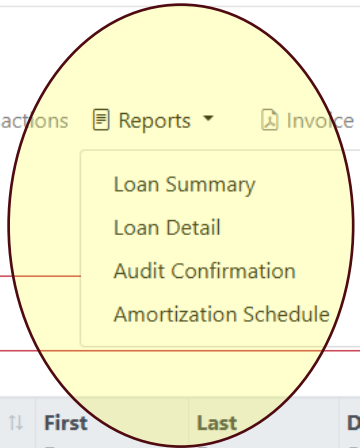 actions Reports Invoice
Loan Summary
Loan Detail
Audit Confirmation
Amortization Schedule
First Last D